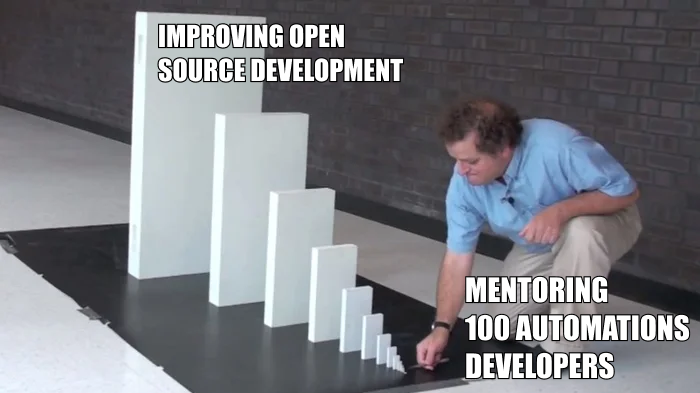 IMPROVING OPEN
SOURCE DEVELOPMENT
MENTORING
100 AUTOMATIONS
DEVELOPERS